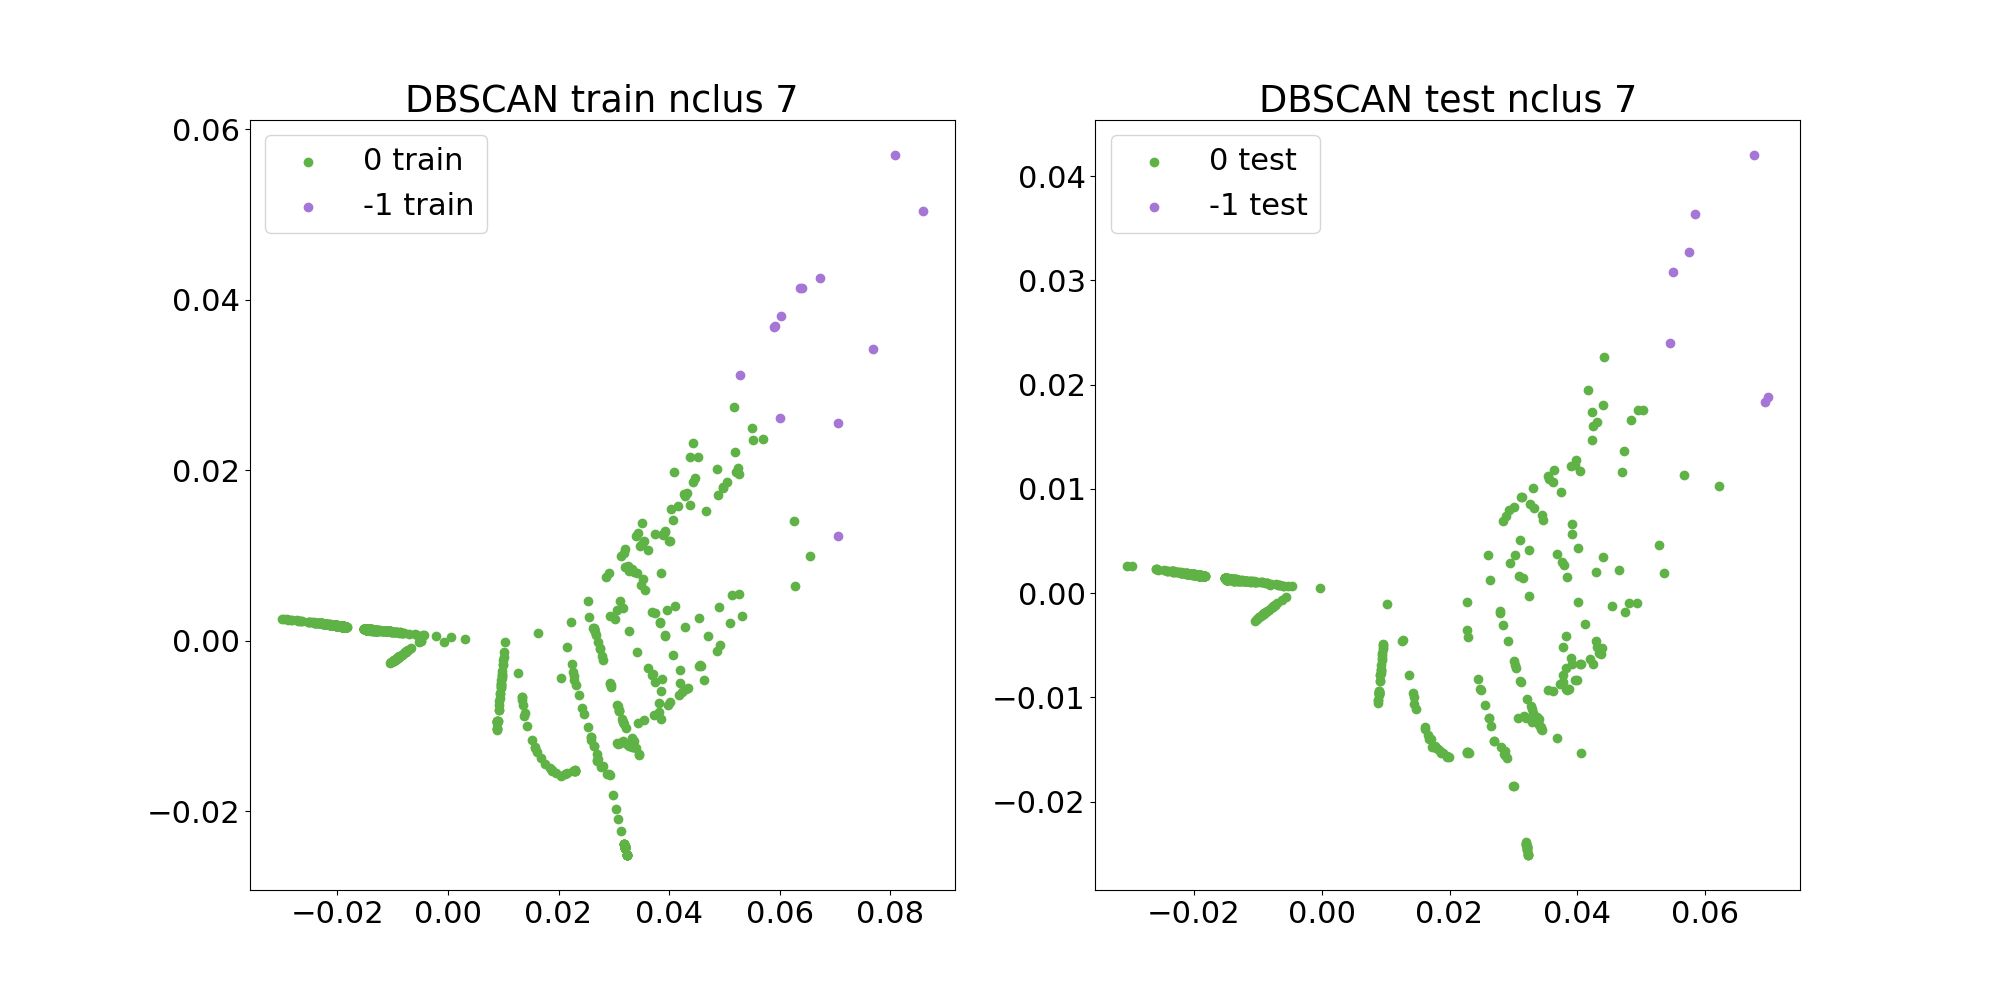 DBSCAN train nclus 7
0 train
-1 train
0.06
0.04
0.02
0.00
−0.02
−0.02 0.00 0.02 0.04 0.06 0.08
DBSCAN test nclus 7
0 test
-1 test
0.04
0.03
0.02
0.01
0.00
−0.01
−0.02
−0.02 0.00 0.02 0.04 0.06